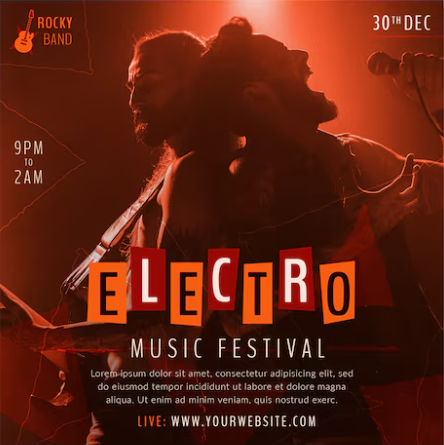 ROCKY
BAND
30TH DEC
9PM
TO
2AM
ELECTRO
MUSIC FESTIVAL
Lorem ipsum dolor sit amet, consectetur adipisicing elit, sed
do eiusmod tempor incididunt ut labore et dolore magna
aliqua. Ut enim ad minim veniam, quis nostrud exerc.
LIVE: WWW.YOURWEBSITE.COM